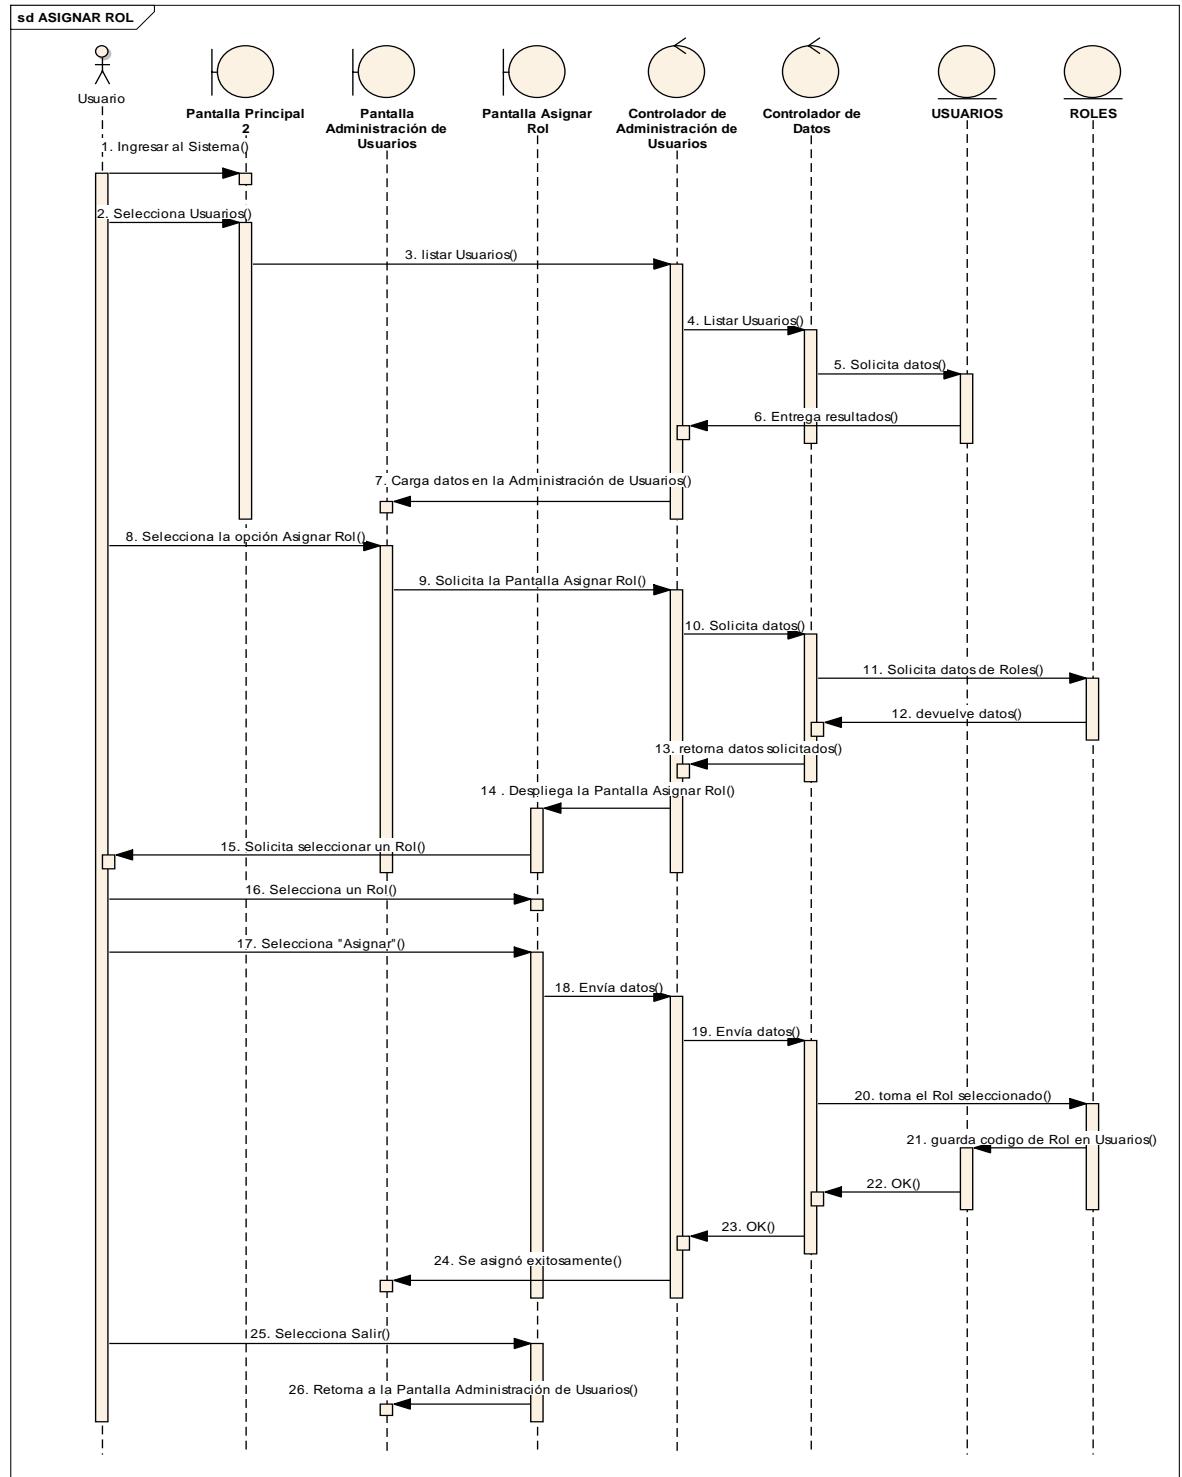 sd ASIGNAR ROL
Usuario
Pantalla Principal
2
Pantalla
Administración de
Usuarios
Pantalla Asignar
Rol
Controlador de
Administración de
Usuarios
Controlador de
Datos
USUARIOS
ROLES
1. Ingresar al Sistema()
2. Selecciona Usuarios()
3. listar Usuarios()
4. Listar Usuarios()
5. Solicita datos()
6. Entrega resultados()
7. Carga datos en la Administración de Usuarios()
8. Selecciona la opción Asignar Rol()
9. Solicita la Pantalla Asignar Rol()
10. Solicita datos()
11. Solicita datos de Roles()
12. devuelve datos()
13. retorna datos solicitados()
14 . Despliega la Pantalla Asignar Rol()
15. Solicita seleccionar un Rol()
16. Selecciona un Rol()
17. Selecciona "Asignar"()
18. Envía datos()
19. Envía datos()
20. toma el Rol seleccionado()
21. guarda codigo de Rol en Usuarios()
22. OK()
23. OK()
24. Se asignó exitosamente()
25. Selecciona Salir()
26. Retorna a la Pantalla Administración de Usuarios()